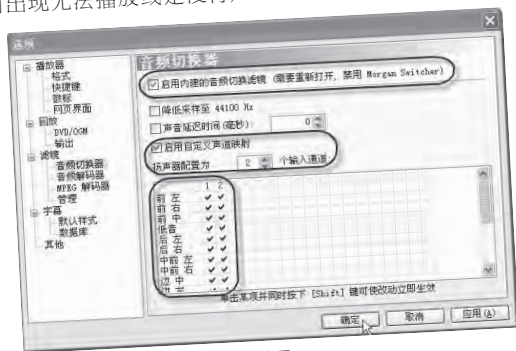 出现无法播放或是没有，
选项
播放器
格式
快捷键
徽标
网页界面
回放
DVD/OGM
输出
滤镜
音频切换器
音频解码器
MPEG 解码器
管理
字幕
默认样式
数据库
其他
音频切换器
启用内建的音频切换滤镜 (需要重新打开，禁用 Morgan Switcher)
降低采样至 44100 Hz
声音延迟时间(毫秒): 0
启用自定义声道映射
扬声器配置为 2 个输入通道
1 2
前 左
前 右
前 中
低音
后 左
后 右
中前 左
中前 右
边 中
边 左
单击某项并同时按下 [Shift] 键可使改动立即生效
确定 取消 应用(A)